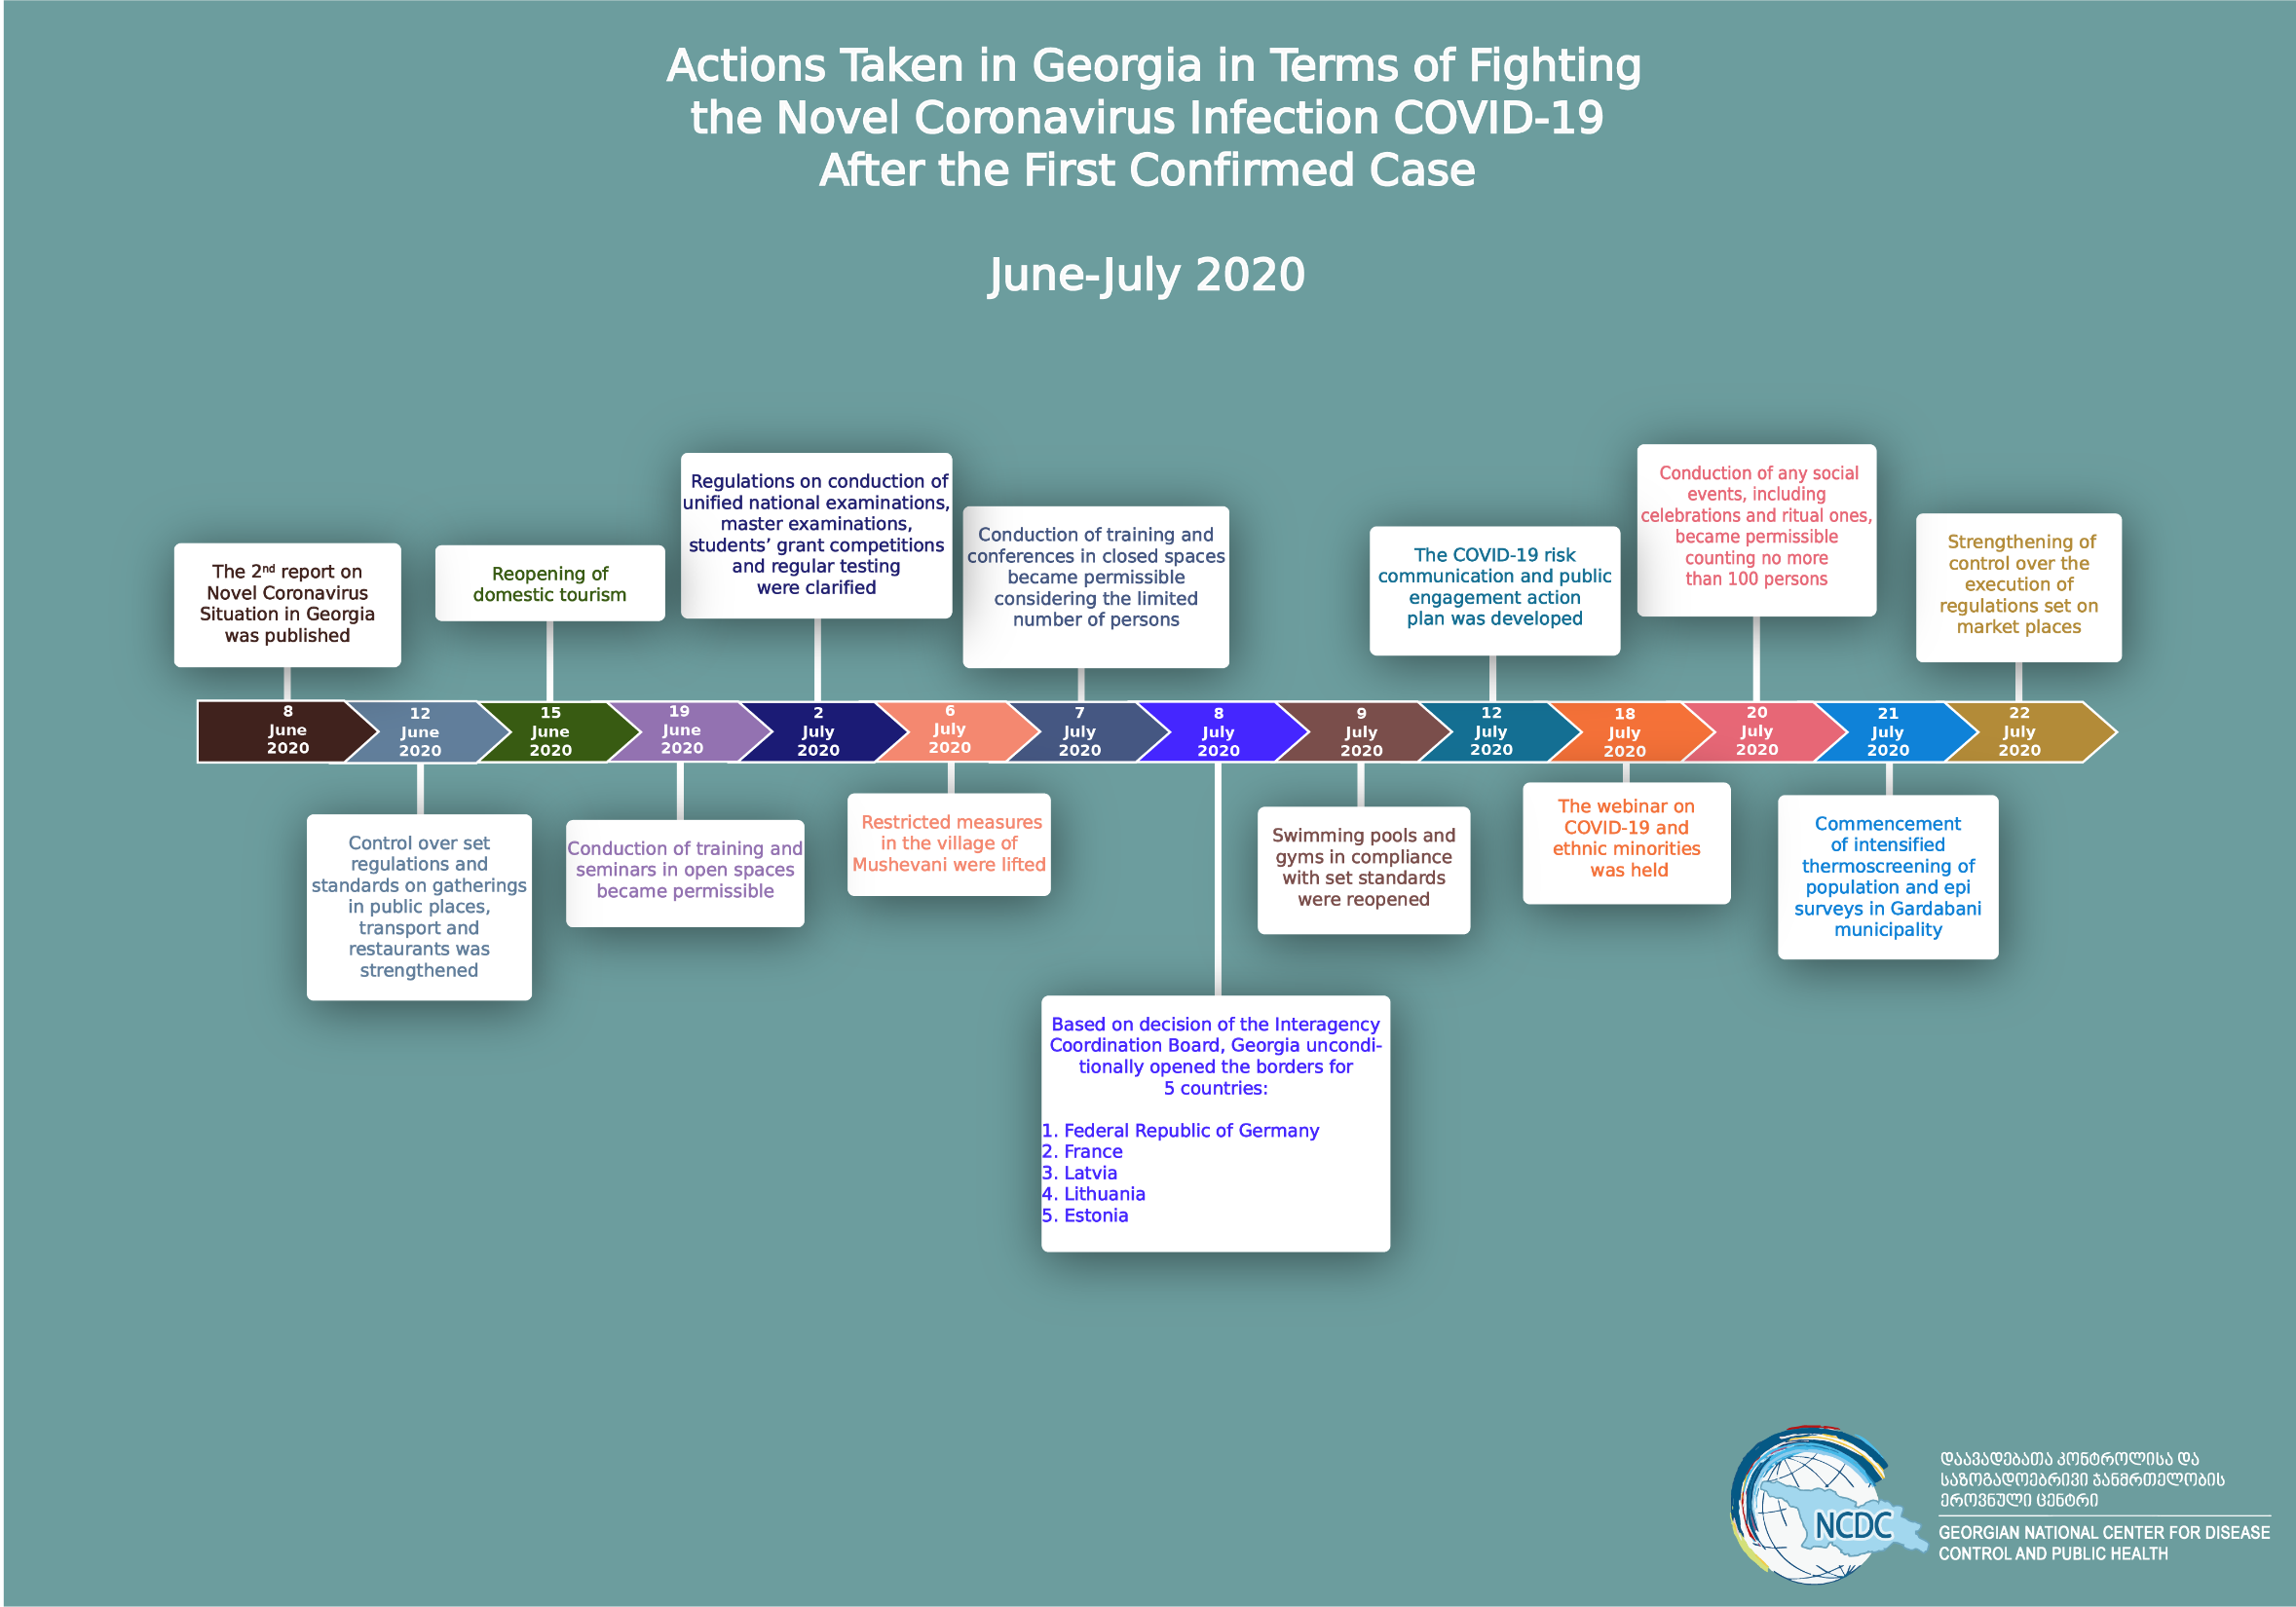 Actions Taken in Georgia in Terms of Fighting
the Novel Coronavirus Infection COVID-19
After the First Confirmed Case
June-July 2020
The 2nd report on
Novel Coronavirus
Situation in Georgia
was published
Reopening of
domestic tourism
Regulations on conduction of
unified national examinations,
master examinations,
students’ grant competitions
and regular testing
were clarified
Conduction of training and
conferences in closed spaces
became permissible
considering the limited
number of persons
The COVID-19 risk
communication and public
engagement action
plan was developed
Conduction of any social
events, including
celebrations and ritual ones,
became permissible
counting no more
than 100 persons
Strengthening of
control over the
execution of
regulations set on
market places
8
June
2020
12
June
2020
15
June
2020
19
June
2020
2
July
2020
6
July
2020
7
July
2020
8
July
2020
9
July
2020
12
July
2020
18
July
2020
20
July
2020
21
July
2020
22
July
2020
Control over set
regulations and
standards on gatherings
in public places,
transport and
restaurants was
strengthened
Conduction of training and
seminars in open spaces
became permissible
Restricted measures
in the village of
Mushevani were lifted
Based on decision of the Interagency
Coordination Board, Georgia uncondi-
tionally opened the borders for
5 countries:
1. Federal Republic of Germany
2. France
3. Latvia
4. Lithuania
5. Estonia
Swimming pools and
gyms in compliance
with set standards
were reopened
The webinar on
COVID-19 and
ethnic minorities
was held
Commencement
of intensified
thermoscreening of
population and epi
surveys in Gardabani
municipality
NCDC
დაავადებათა კონტროლისა და
საზოგადოებრივი ჯანმრთელობის
ეროვნული ცენტრი
GEORGIAN NATIONAL CENTER FOR DISEASE
CONTROL AND PUBLIC HEALTH